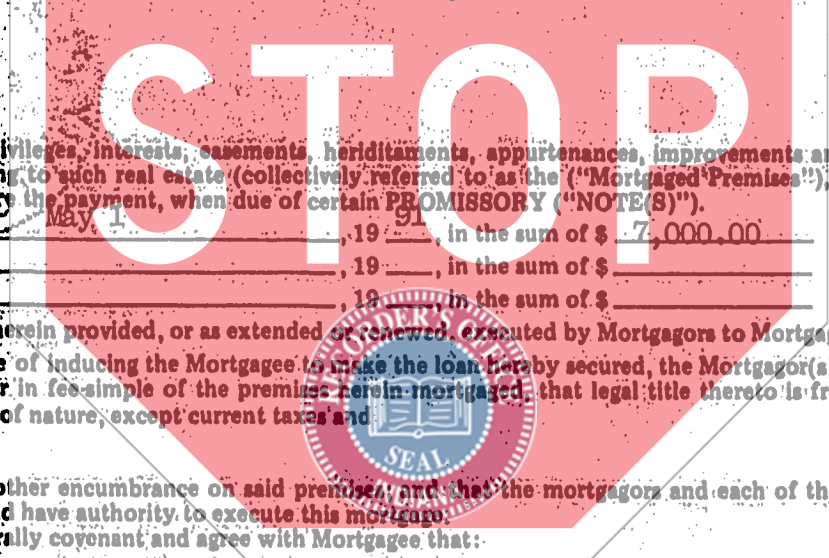 STOP
vileges, interests, easements, heriditaments, appurtenances, improvements
to such real estate (collectively referred to as the ("Mortgaged Premises"),
the payment, when due of certain PROMISSORY ("NOTE(S)").
May 1, 19 91, in the sum of $ 7,000.00
, 19 , in the sum of $
, 19 , in the sum of $
herein provided, or as extended or renewed, executed by Mortgagors to
of inducing the Mortgagee to make the loan hereby secured, the Mortgagor(s
in fee-simple of the premises herein-mortgaged, that legal title thereto is
of nature, except current taxes and
RECORDER'S
SEAL
other encumbrance on said premises, and that the mortgagors and each of
have authority to execute this mortgage.
covenant and agree with Mortgagee that: